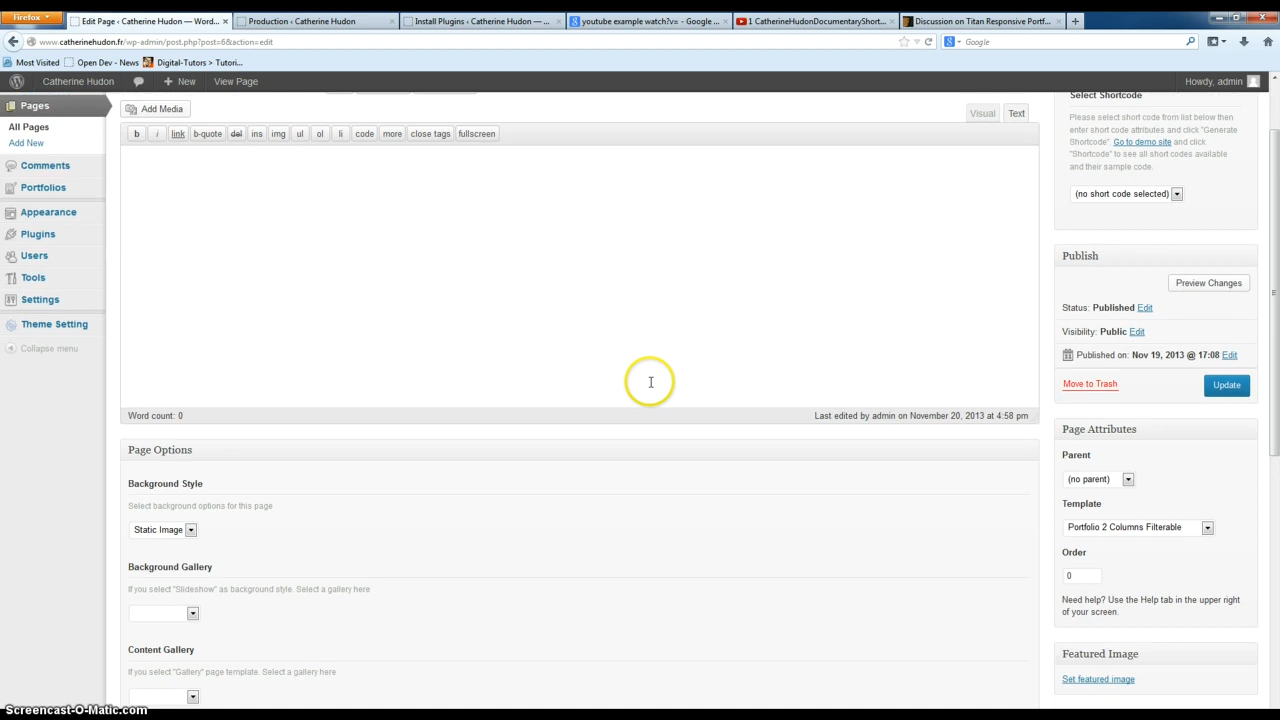 Firefox
Edit Page ‹ Catherine Hudon — Word...
Production ‹ Catherine Hudon
Install Plugins ‹ Catherine Hudon — ...
youtube example watch?v= - Google ...
1 CatherineHudonDocumentaryShort...
Discussion on Titan Responsive Portf...
www.catherinehudon.fr/wp-admin/post.php?post=6&action=edit
Google
Most Visited
Open Dev - News
Digital-Tutors > Tutori...
Catherine Hudon
New
View Page
Howdy, admin
Pages
All Pages
Add New
Comments
Portfolios
Appearance
Plugins
Users
Tools
Settings
Theme Setting
Collapse menu
Add Media
Visual
Text
b
i
link
b-quote
del
ins
img
ul
ol
li
code
more
close tags
fullscreen
Word count: 0
Last edited by admin on November 20, 2013 at 4:58 pm
Page Options
Background Style
Select background options for this page
Static Image
Background Gallery
If you select "Slideshow" as background style. Select a gallery here
Content Gallery
If you select "Gallery" page template. Select a gallery here
Select Shortcode
Please select short code from list below then
enter short code attributes and click "Generate
Shortcode". Go to demo site and click
"Shortcode" to see all short codes available
and their sample code.
(no short code selected)
Publish
Preview Changes
Status: Published Edit
Visibility: Public Edit
Published on: Nov 19, 2013 @ 17:08 Edit
Move to Trash
Update
Page Attributes
Parent
(no parent)
Template
Portfolio 2 Columns Filterable
Order
0
Need help? Use the Help tab in the upper right
of your screen.
Featured Image
Set featured image
Screencast-O-Matic.com